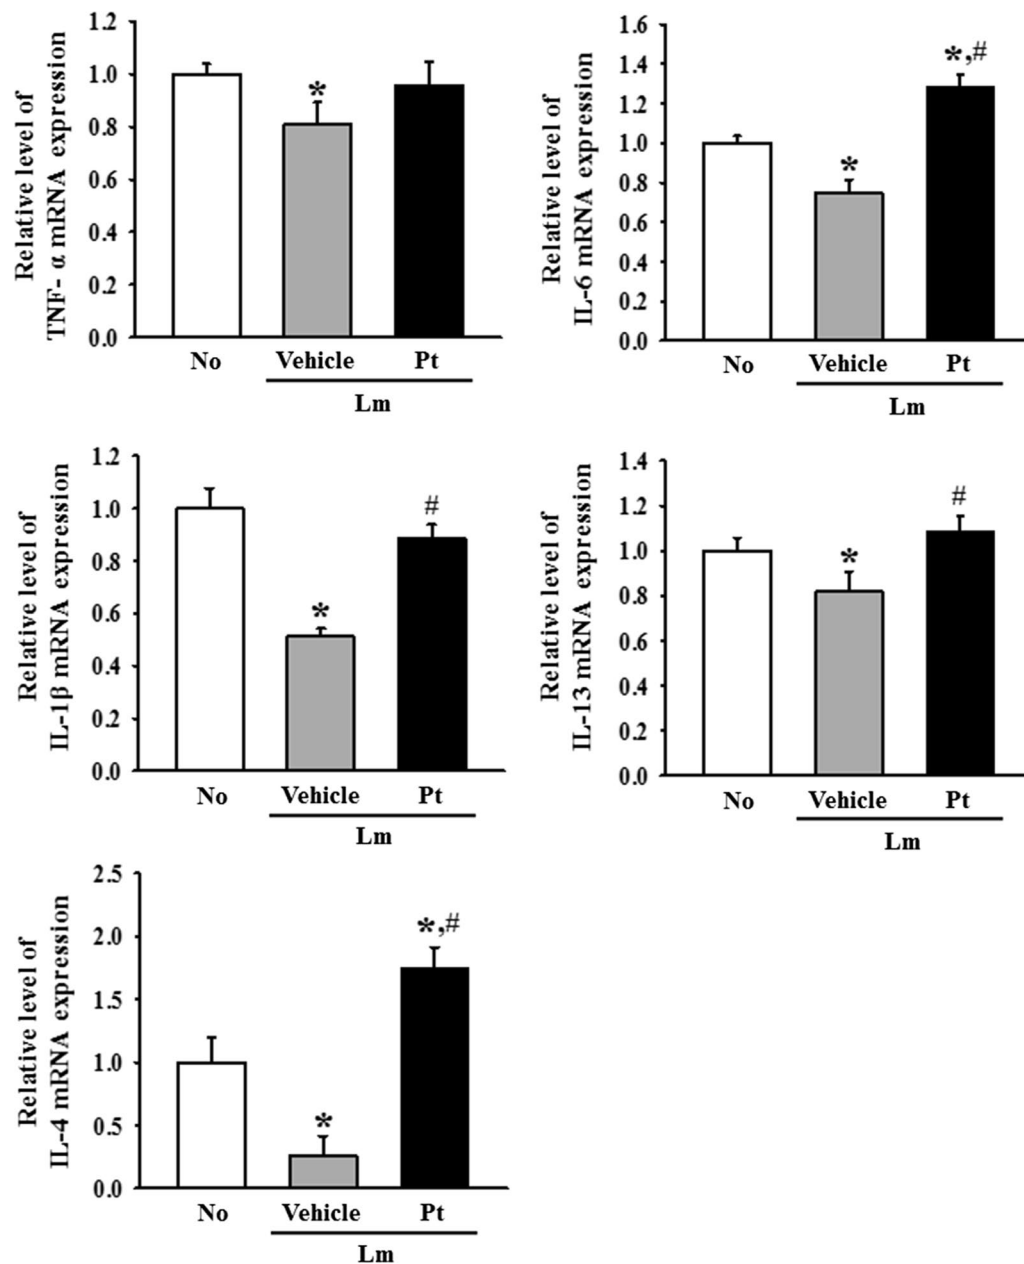 Relative level of
TNF- α mRNA expression
1.2
1.0
0.8
0.6
0.4
0.2
0.0
*
No
Vehicle
Pt
Lm
Relative level of
IL-6 mRNA expression
1.6
1.4
1.2
1.0
0.8
0.6
0.4
0.2
0.0
*
*,#
No
Vehicle
Pt
Lm
Relative level of
IL-1β mRNA expression
1.2
1.0
0.8
0.6
0.4
0.2
0.0
*
#
No
Vehicle
Pt
Lm
Relative level of
IL-13 mRNA expression
1.4
1.2
1.0
0.8
0.6
0.4
0.2
0.0
*
#
No
Vehicle
Pt
Lm
Relative level of
IL-4 mRNA expression
2.5
2.0
1.5
1.0
0.5
0.0
*
*,#
No
Vehicle
Pt
Lm